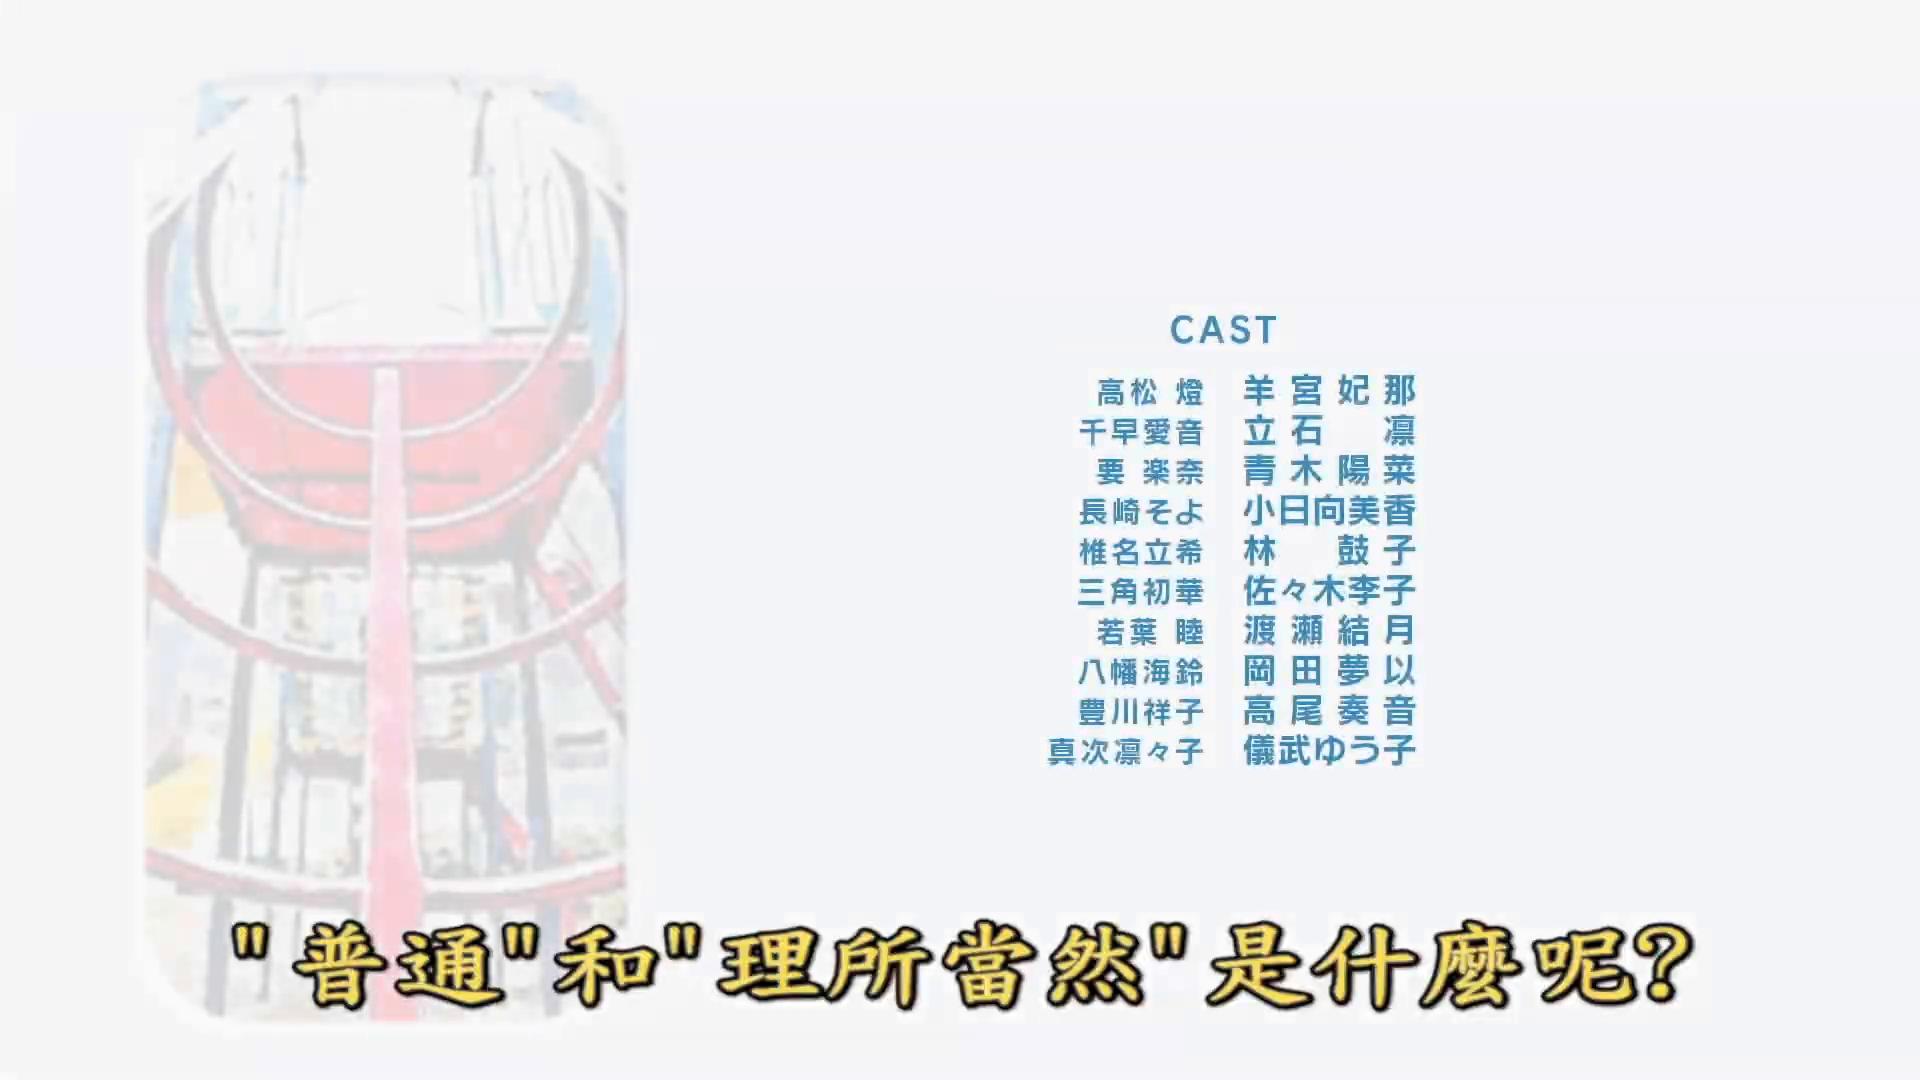 CAST
高松 燈 羊宮妃那
千早愛音 立石 凛
要 楽奈 青木陽菜
長崎そよ 小日向美香
椎名立希 林 鼓子
三角初華 佐々木李子
若葉 睦 渡瀬結月
八幡海鈴 岡田夢以
豊川祥子 高尾奏音
真次凛々子 儀武ゆう子
"普通"和"理所當然"是什麼呢?